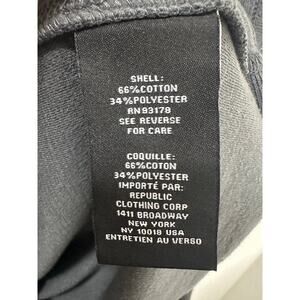 SHELL:
66%COTTON
34%POLYESTER
RN93178
SEE REVERSE
FOR CARE
COQUILLE:
66%COTON
34%POLYESTER
IMPORTÉ PAR:
REPUBLIC
CLOTHING CORP
1411 BROADWAY
NEW YORK
NY 10018 USA
ENTRETIEN AU VERSO